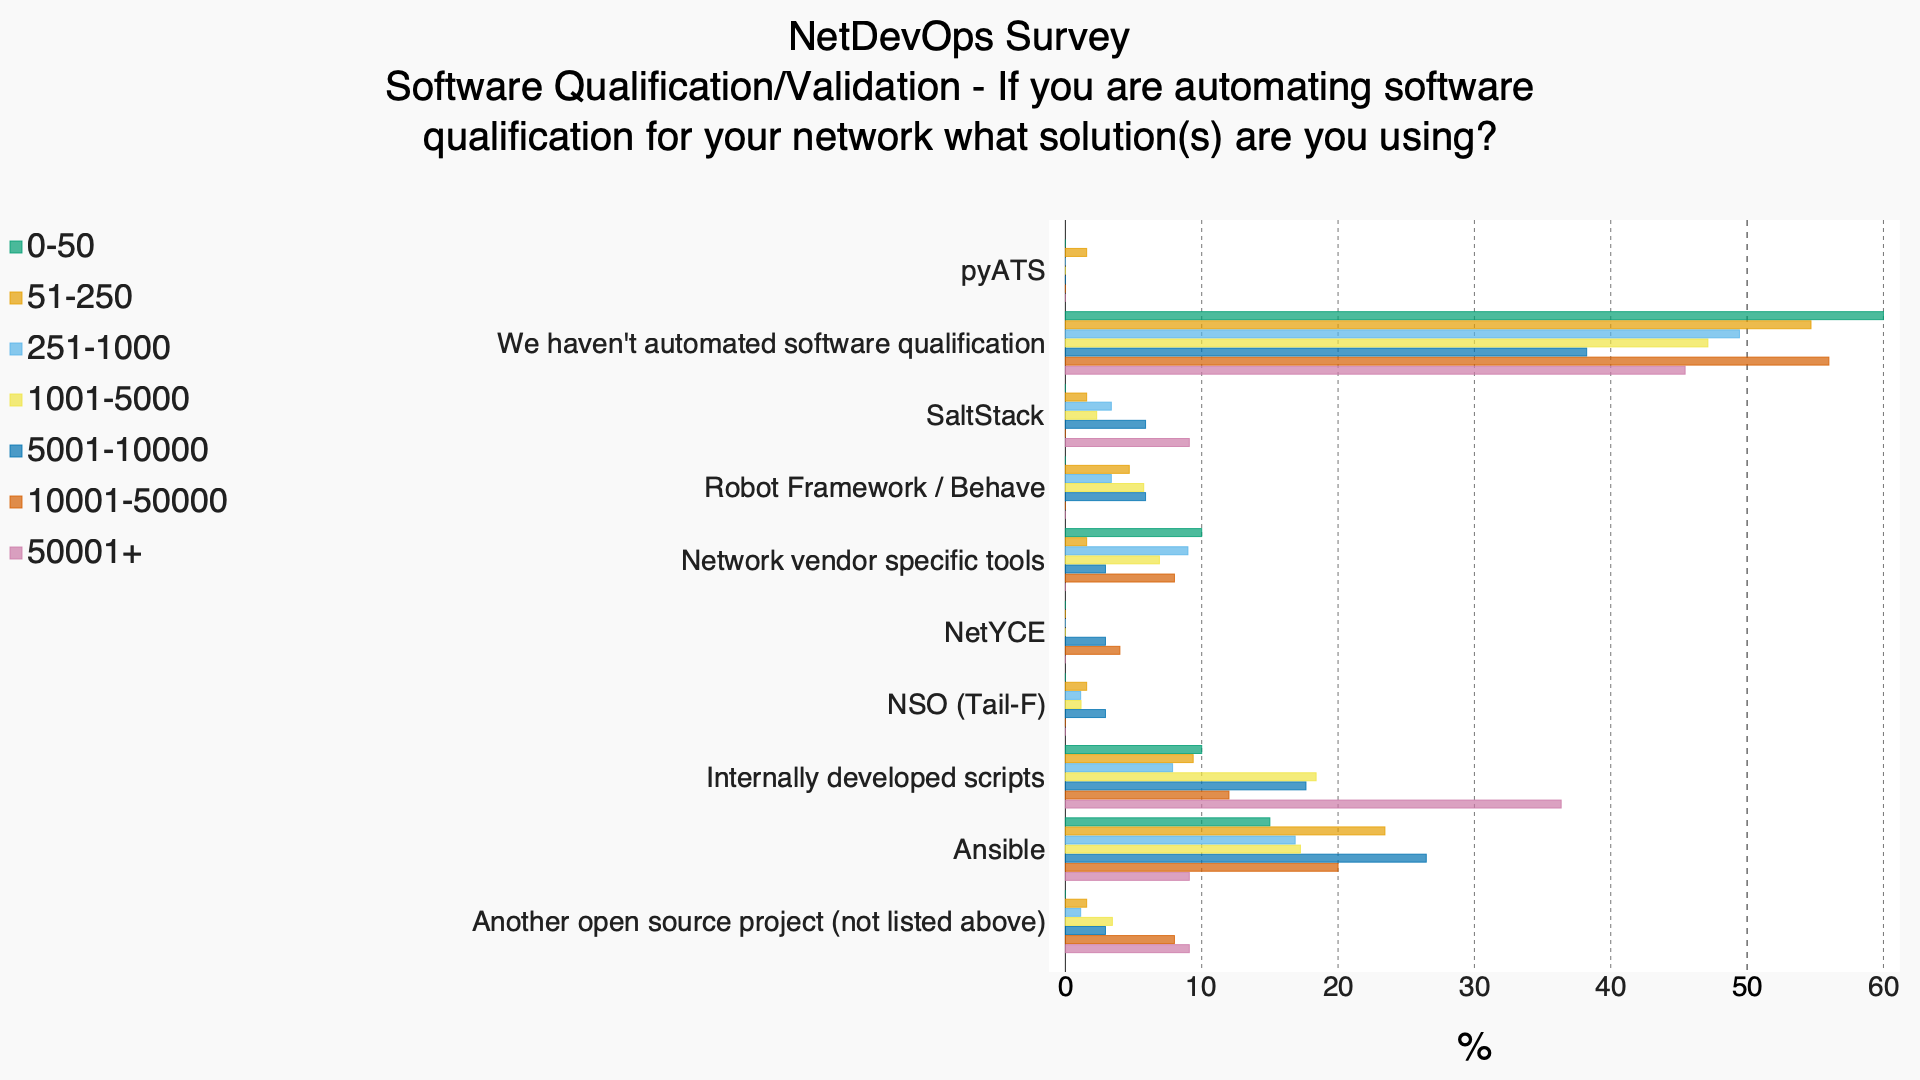 NetDevOps Survey
Software Qualification/Validation - If you are automating software
qualification for your network what solution(s) are you using?
0-50
51-250
251-1000
1001-5000
5001-10000
10001-50000
50001+
pyATS
We haven't automated software qualification
SaltStack
Robot Framework / Behave
Network vendor specific tools
NetYCE
NSO (Tail-F)
Internally developed scripts
Ansible
Another open source project (not listed above)
0 10 20 30 40 50 60
%